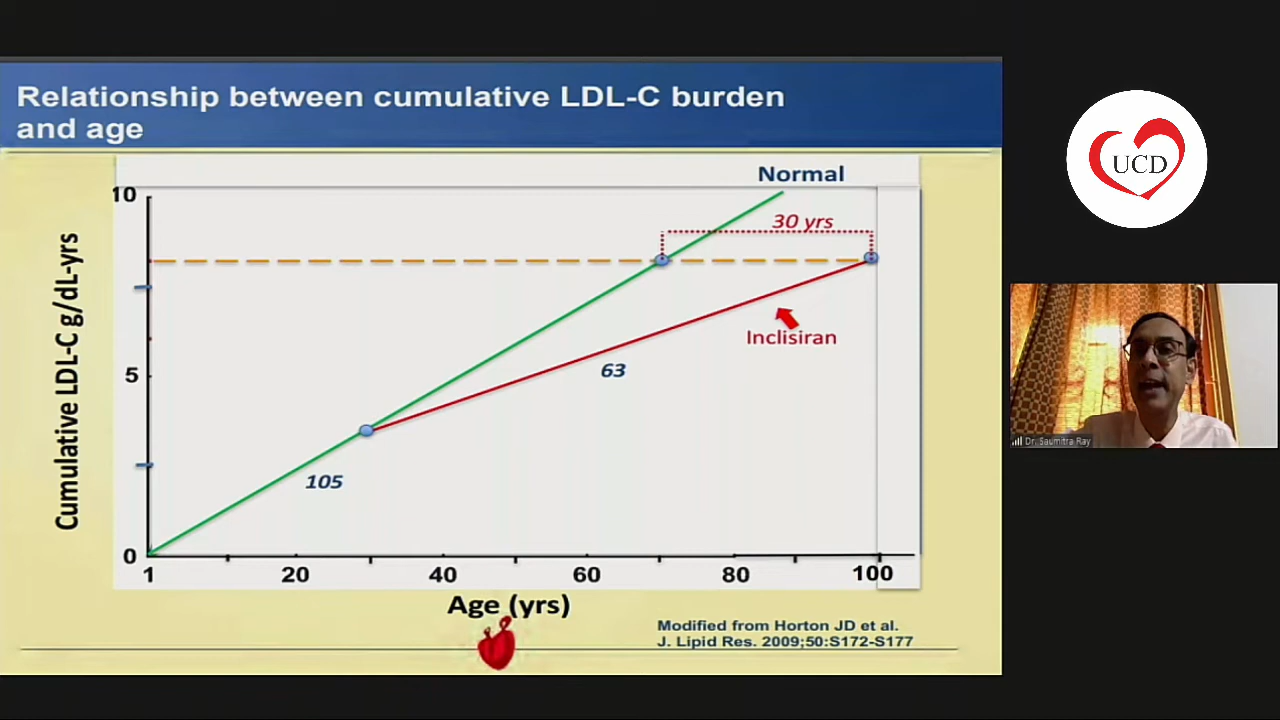 Relationship between cumulative LDL-C burden
and age
Normal
10
30 yrs
Inclisiran
63
5
105
0
Cumulative LDL-C g/dL-yrs
1 20 40 60 80 100
Age (yrs)
Modified from Horton JD et al.
J. Lipid Res. 2009;50:S172-S177
UCD
Dr. Saumitra Ray